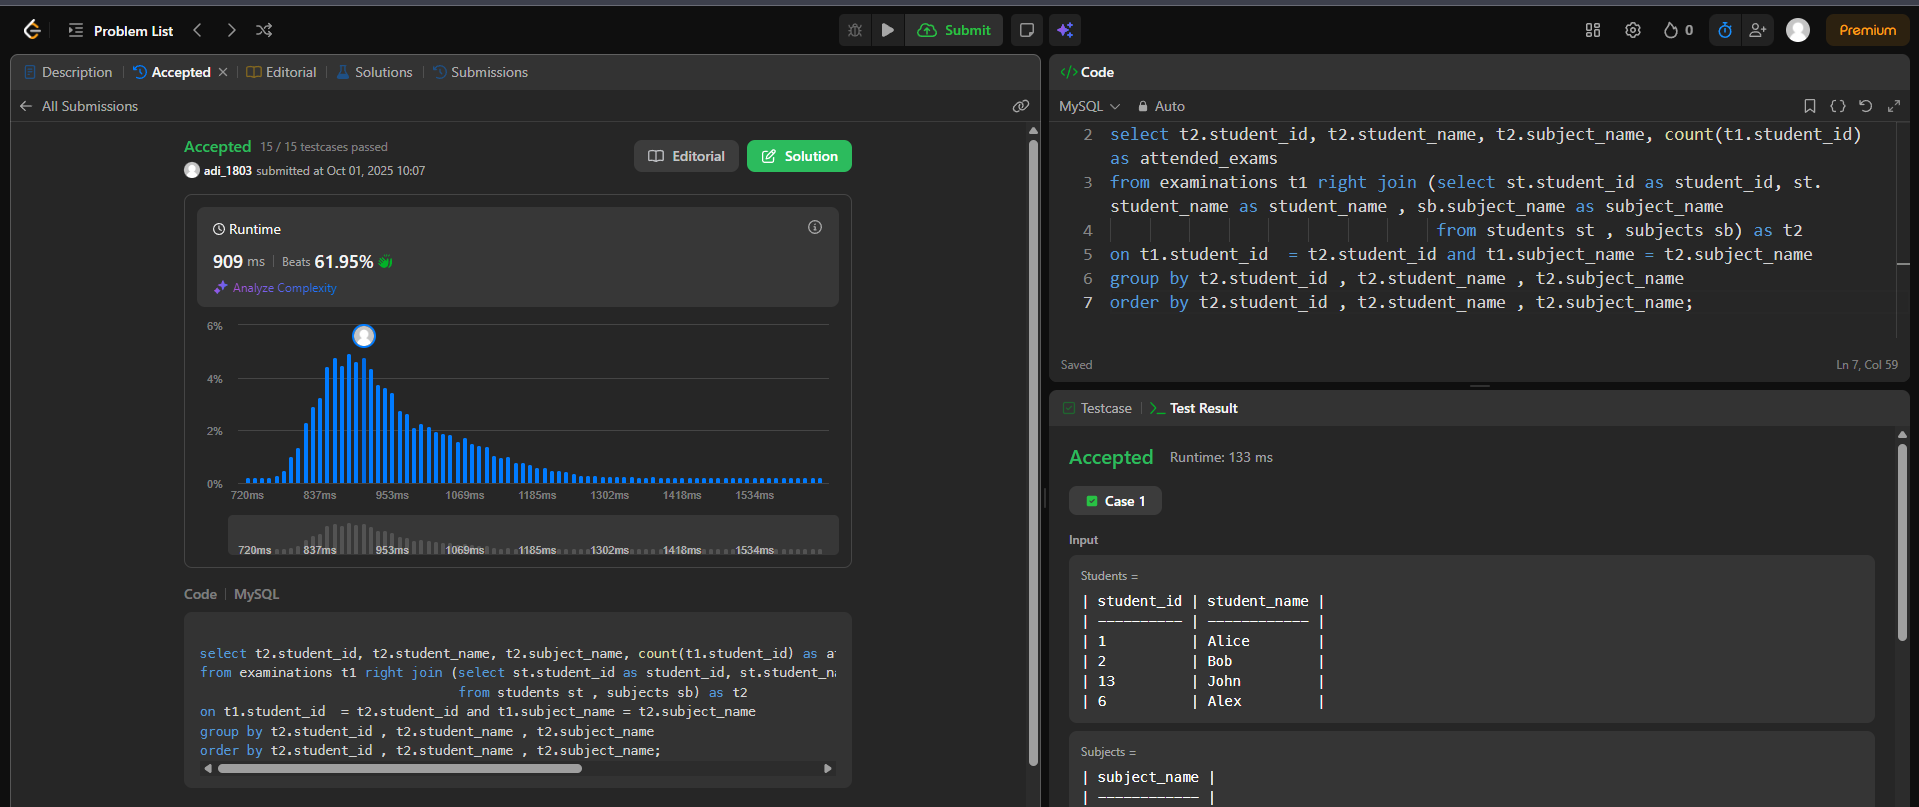 Problem List
Submit
0
Premium
Description
Accepted
Editorial
Solutions
Submissions
All Submissions
Accepted 15 / 15 testcases passed
adi_1803 submitted at Oct 01, 2025 10:07
Editorial
Solution
Runtime
909 ms | Beats 61.95%
Analyze Complexity
6%
4%
2%
0%
720ms 837ms 953ms 1069ms 1185ms 1302ms 1418ms 1534ms
720ms 837ms 953ms 1069ms 1185ms 1302ms 1418ms 1534ms
Code | MySQL
select t2.student_id, t2.student_name, t2.subject_name, count(t1.student_id) as
from examinations t1 right join (select st.student_id as student_id, st.student_
from students st , subjects sb) as t2
on t1.student_id  = t2.student_id and t1.subject_name = t2.subject_name
group by t2.student_id , t2.student_name , t2.subject_name
order by t2.student_id , t2.student_name , t2.subject_name;
</> Code
MySQL
Auto
2 select t2.student_id, t2.student_name, t2.subject_name, count(t1.student_id)
as attended_exams
3 from examinations t1 right join (select st.student_id as student_id, st.
student_name as student_name , sb.subject_name as subject_name
4 from students st , subjects sb) as t2
5 on t1.student_id  = t2.student_id and t1.subject_name = t2.subject_name
6 group by t2.student_id , t2.student_name , t2.subject_name
7 order by t2.student_id , t2.student_name , t2.subject_name;
Saved
Ln 7, Col 59
Testcase
Test Result
Accepted Runtime: 133 ms
Case 1
Input
Students =
| student_id | student_name |
| ---------- | ------------ |
| 1          | Alice        |
| 2          | Bob          |
| 13         | John         |
| 6          | Alex         |
Subjects =
| subject_name |
| ------------ |